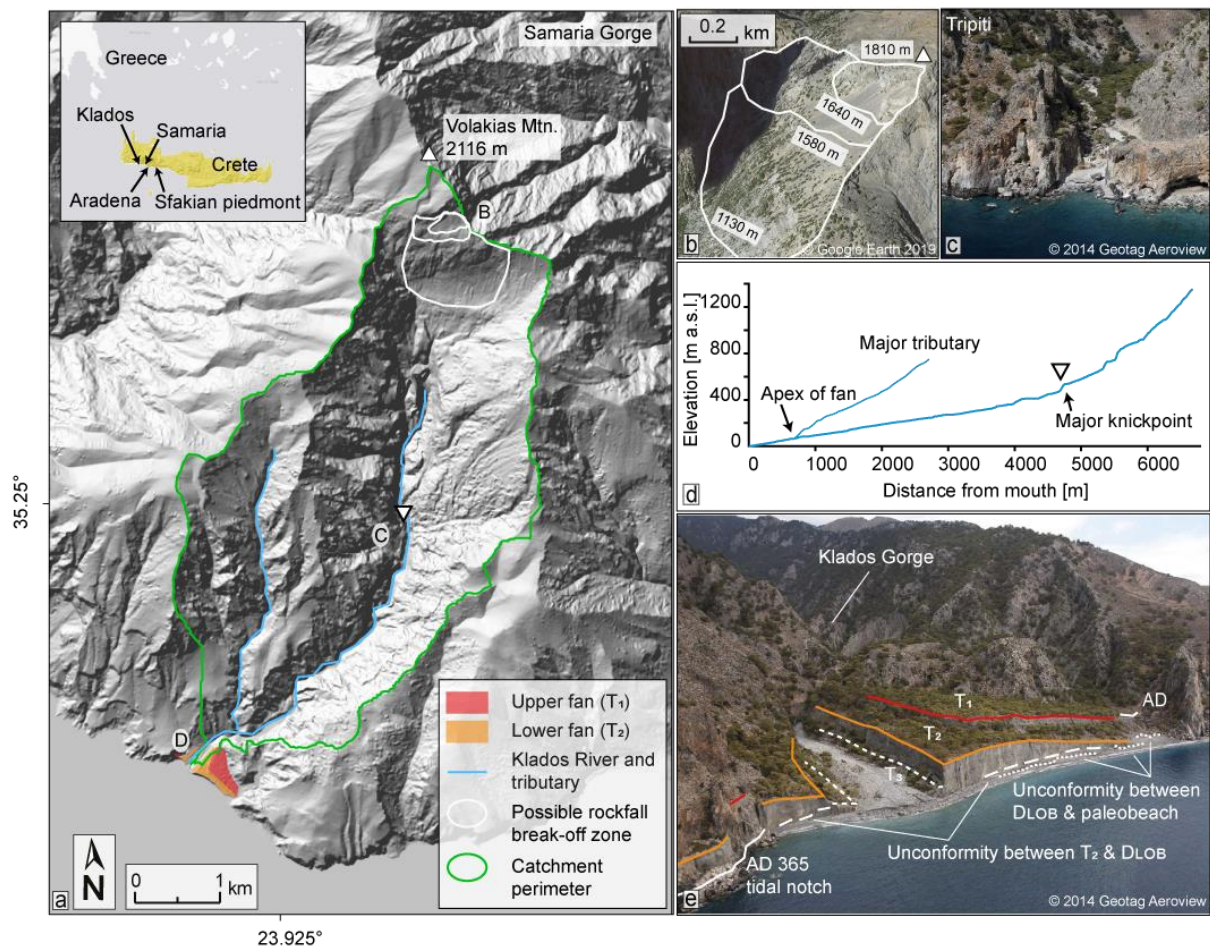 Samaria Gorge
Greece
Klados
Samaria
Crete
Aradena
Sfakian piedmont
Volakias Mtn.
2116 m
B
C
D
35.25°
23.925°
Upper fan (T₁)
Lower fan (T₂)
Klados River and
tributary
Possible rockfall
break-off zone
Catchment
perimeter
N
0 1
km
a
0.2 km
1810 m
1640 m
1580 m
1130 m
b
© Google Earth 2019
Tripiti
c
© 2014 Geotag Aeroview
Elevation [m a.s.l.]
1200
800
400
0
Major tributary
Apex of fan
Major knickpoint
0 1000 2000 3000 4000 5000 6000
Distance from mouth [m]
d
Klados Gorge
T₁
AD
T₂
T₃
Unconformity between
DLOB & paleobeach
Unconformity between T₂ & DLOB
AD 365
tidal notch
e
© 2014 Geotag Aeroview